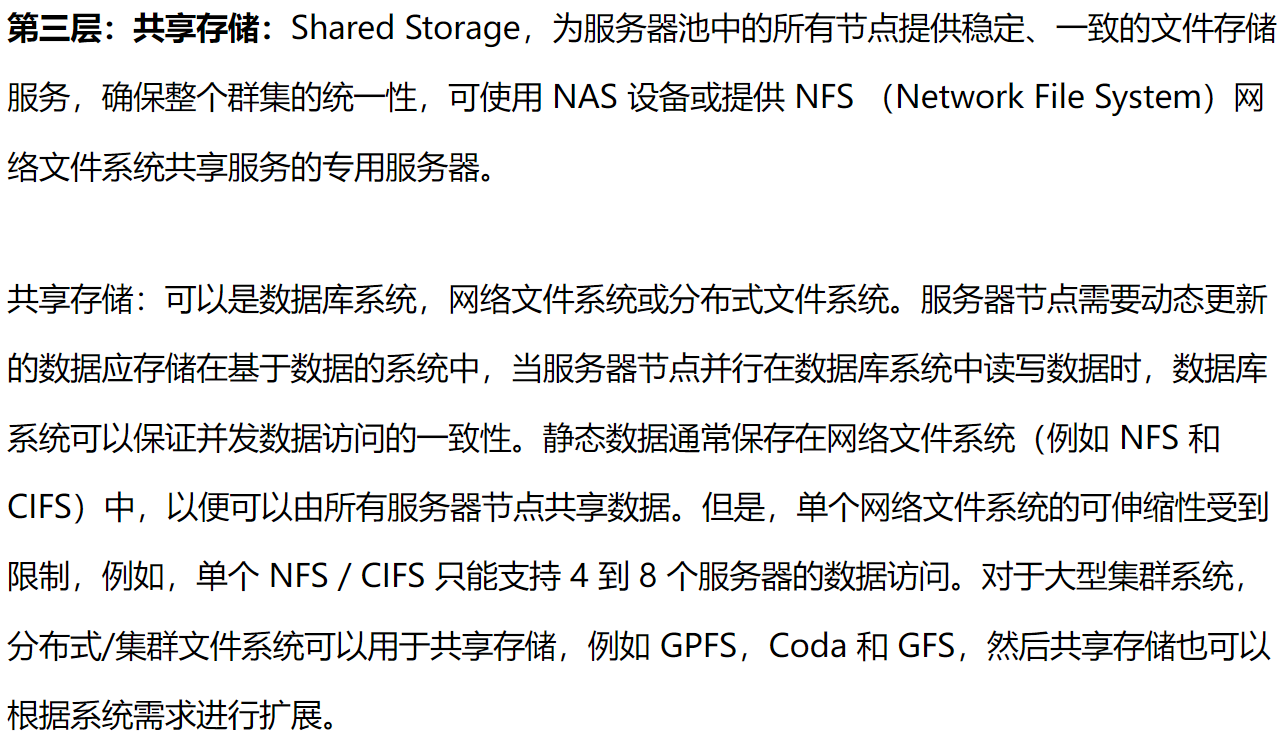 第三层：共享存储：Shared Storage，为服务器池中的所有节点提供稳定、一致的文件存储
服务，确保整个群集的统一性，可使用 NAS 设备或提供 NFS （Network File System）网
络文件系统共享服务的专用服务器。
共享存储：可以是数据库系统，网络文件系统或分布式文件系统。服务器节点需要动态更新
的数据应存储在基于数据的系统中，当服务器节点并行在数据库系统中读写数据时，数据库
系统可以保证并发数据访问的一致性。静态数据通常保存在网络文件系统（例如 NFS 和
CIFS）中，以便可以由所有服务器节点共享数据。但是，单个网络文件系统的可伸缩性受到
限制，例如，单个 NFS / CIFS 只能支持 4 到 8 个服务器的数据访问。对于大型集群系统，
分布式/集群文件系统可以用于共享存储，例如 GPFS，Coda 和 GFS，然后共享存储也可以
根据系统需求进行扩展。